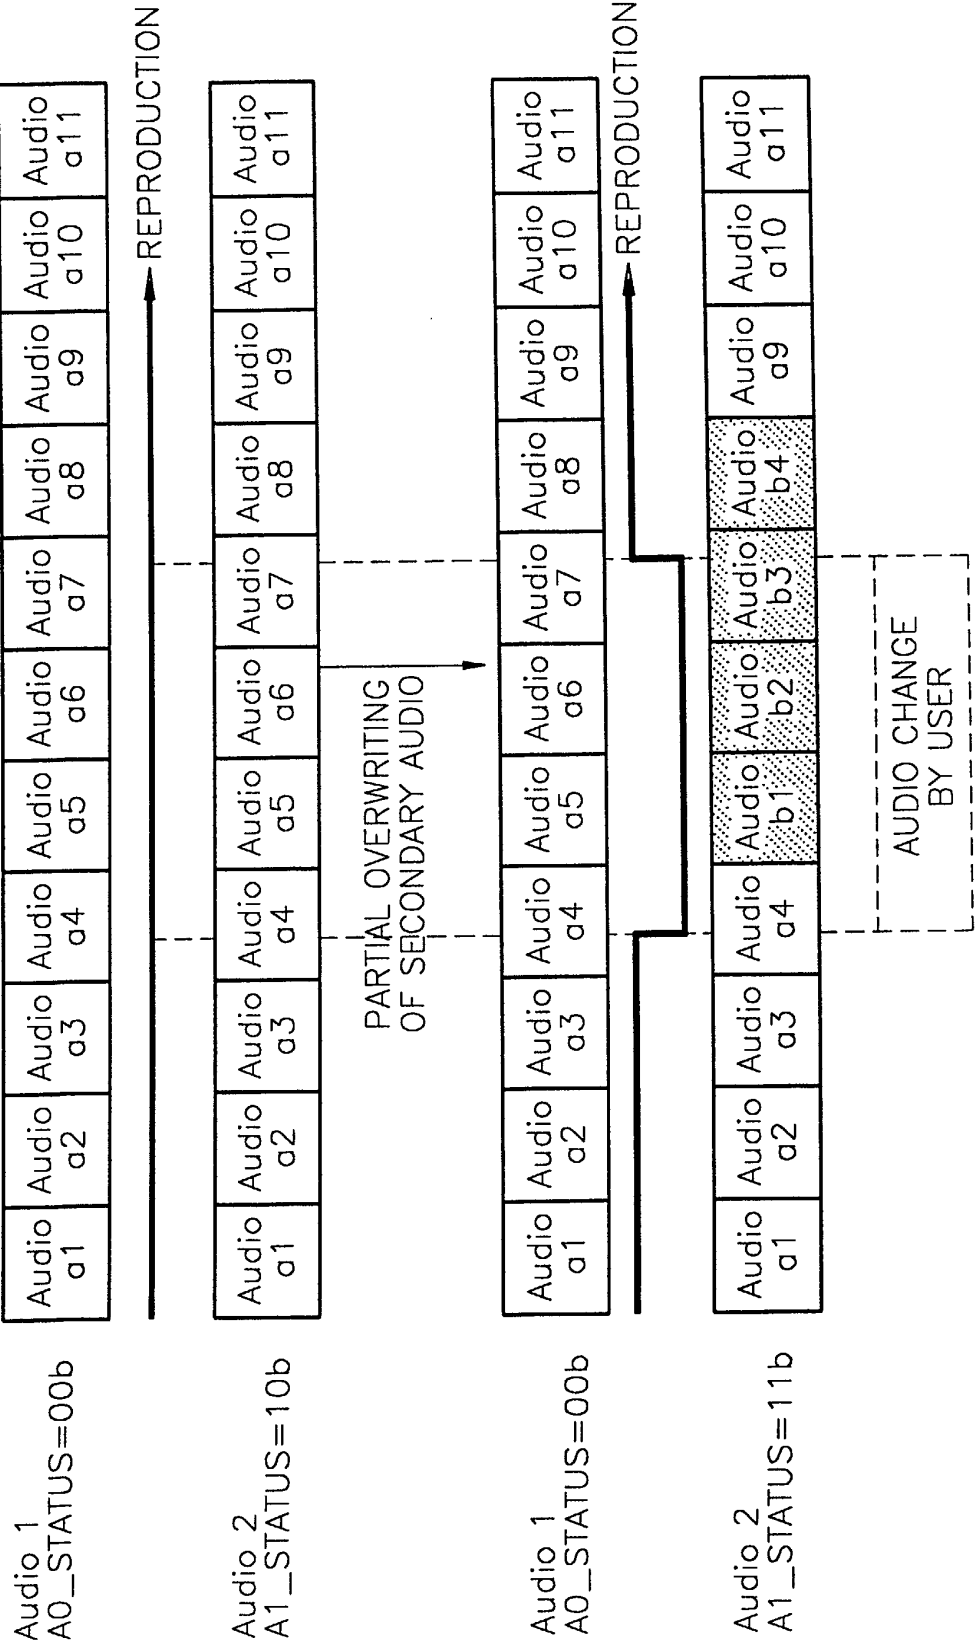 Audio 1
A0_STATUS=00b
Audio a1
Audio a2
Audio a3
Audio a4
Audio a5
Audio a6
Audio a7
Audio a8
Audio a9
Audio a10
Audio a11
REPRODUCTION
Audio 2
A1_STATUS=10b
Audio a1
Audio a2
Audio a3
Audio a4
Audio a5
Audio a6
Audio a7
Audio a8
Audio a9
Audio a10
Audio a11
PARTIAL OVERWRITING
OF SECONDARY AUDIO
Audio 1
A0_STATUS=00b
Audio a1
Audio a2
Audio a3
Audio a4
Audio a5
Audio a6
Audio a7
Audio a8
Audio a9
Audio a10
Audio a11
REPRODUCTION
Audio 2
A1_STATUS=11b
Audio a1
Audio a2
Audio a3
Audio a4
Audio b1
Audio b2
Audio b3
Audio b4
Audio a9
Audio a10
Audio a11
AUDIO CHANGE
BY USER